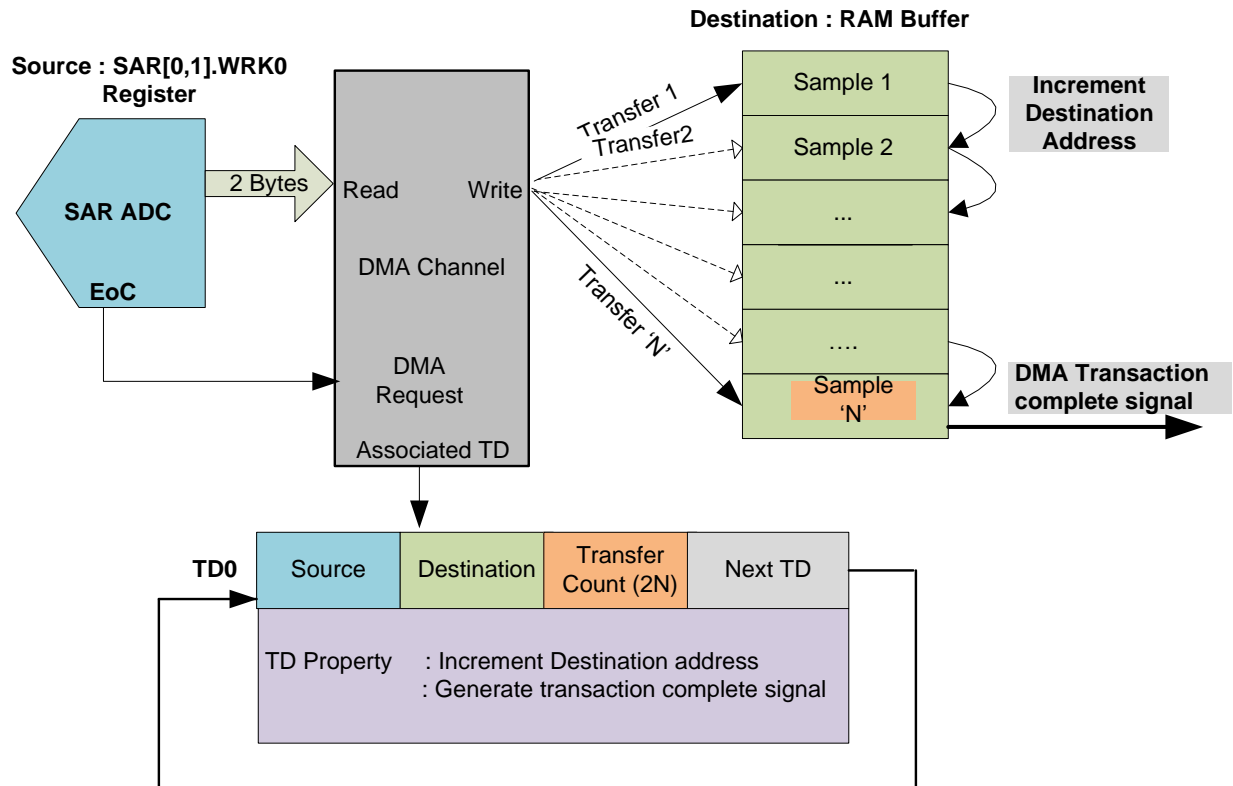 Destination : RAM Buffer
Source : SAR[0,1].WRK0
Register
SAR ADC
EoC
2 Bytes
Read
Write
DMA Channel
DMA
Request
Associated TD
Transfer 1
Transfer2
Transfer ‘N’
Sample 1
Sample 2
...
...
....
Sample
‘N’
Increment
Destination
Address
DMA Transaction
complete signal
TD0
Source
Destination
Transfer
Count (2N)
Next TD
TD Property : Increment Destination address
: Generate transaction complete signal